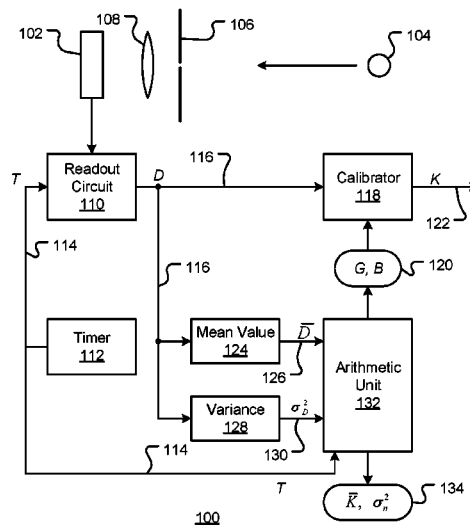 102
108
106
104
T
Readout
Circuit
110
D
116
Calibrator
118
K
122
114
116
G, B
120
Timer
112
Mean Value
124
D̅
126
Arithmetic
Unit
132
Variance
128
σ_D^2
130
114
T
K̅, σ_n^2
134
100